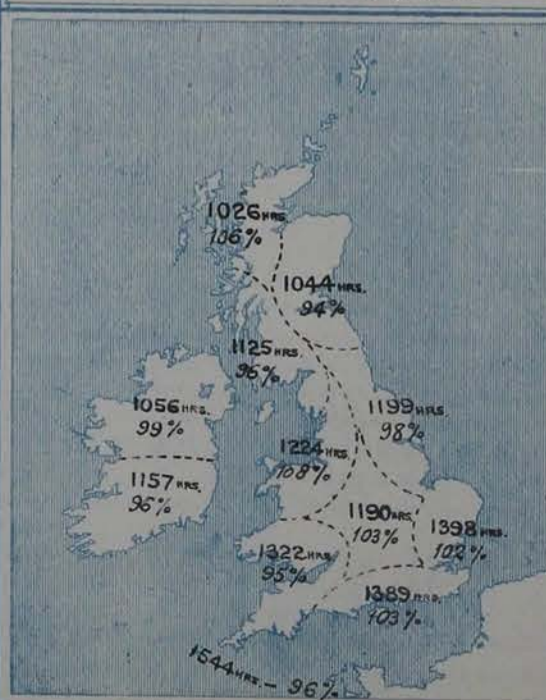 1026 HRS.
106%
1044 HRS.
94%
1125 HRS.
96%
1056 HRS.
99%
1199 HRS.
98%
1224 HRS.
108%
1157 HRS.
96%
1190 HRS.
103%
1398 HRS.
102%
1322 HRS
95%
1389 HRS.
103%
1544 HRS. - 96%